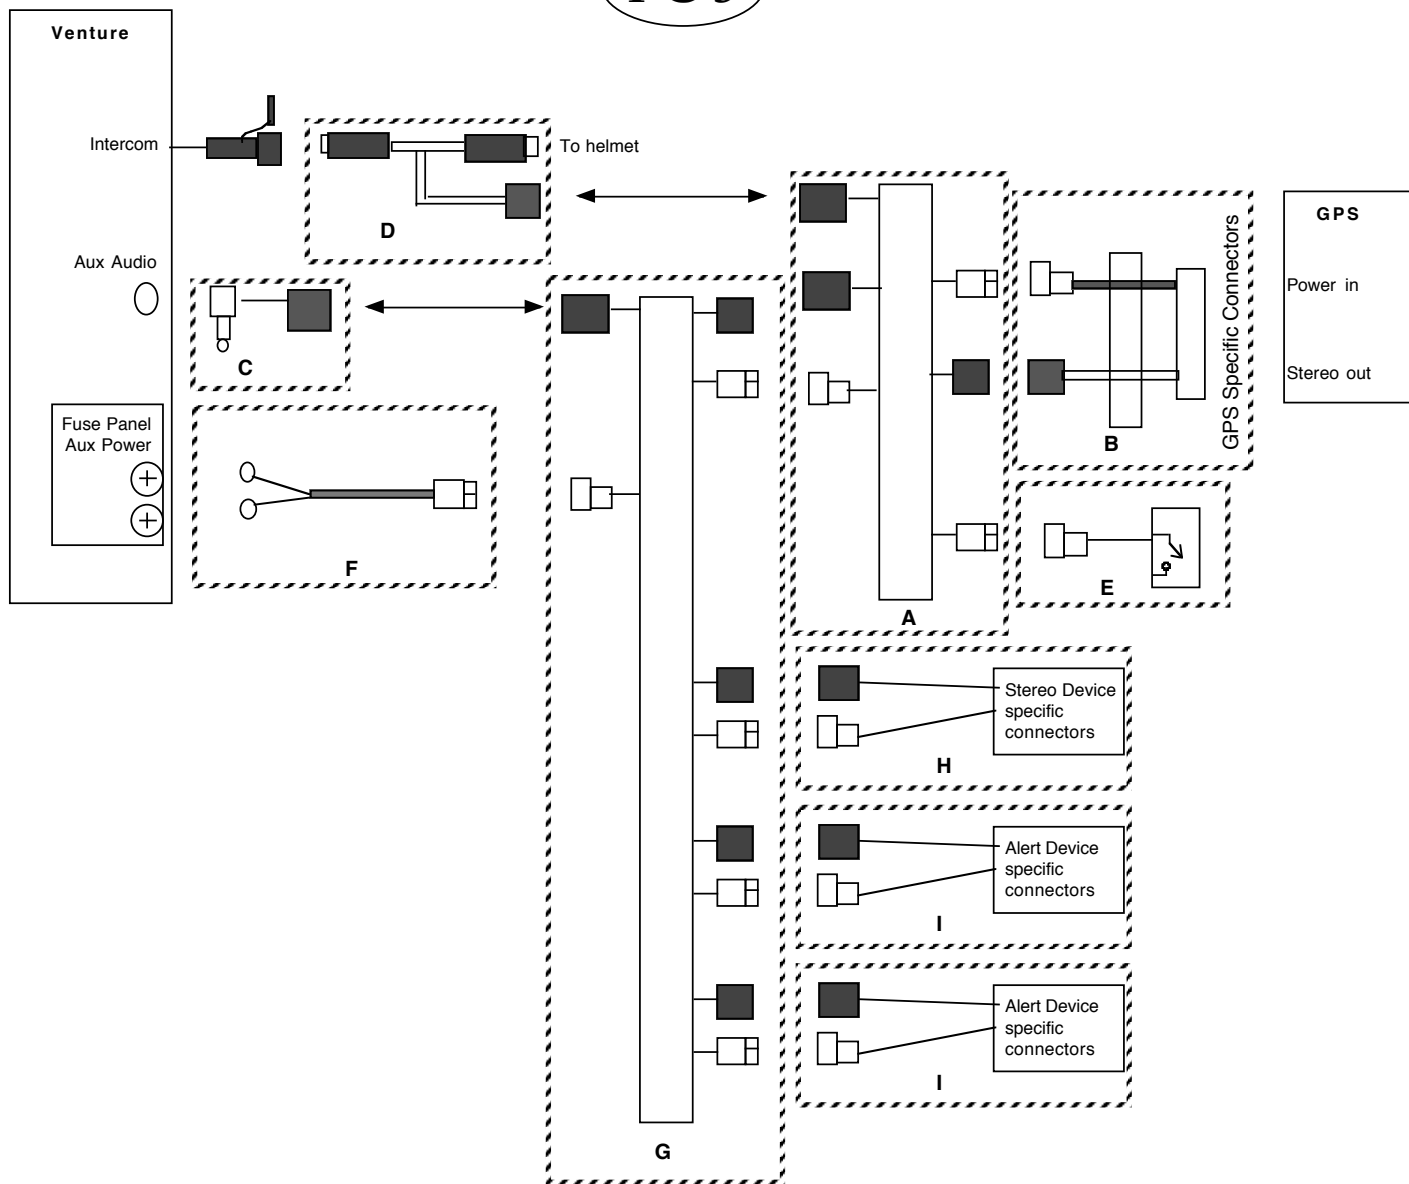 Venture
Intercom
To helmet
D
Aux Audio
C
Fuse Panel
Aux Power
F
GPS Specific Connectors
GPS
Power in
Stereo out
B
E
A
Stereo Device
specific
connectors
H
Alert Device
specific
connectors
I
Alert Device
specific
connectors
I
G